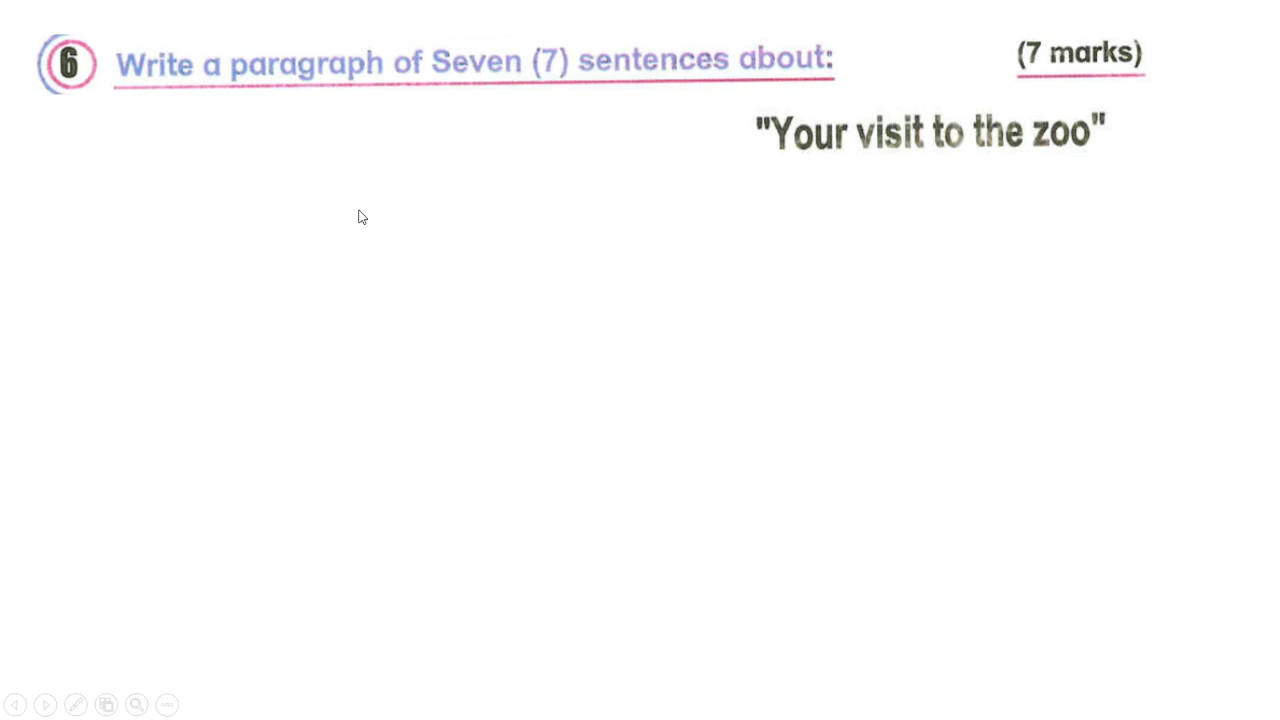 6 Write a paragraph of Seven (7) sentences about: (7 marks)
"Your visit to the zoo"